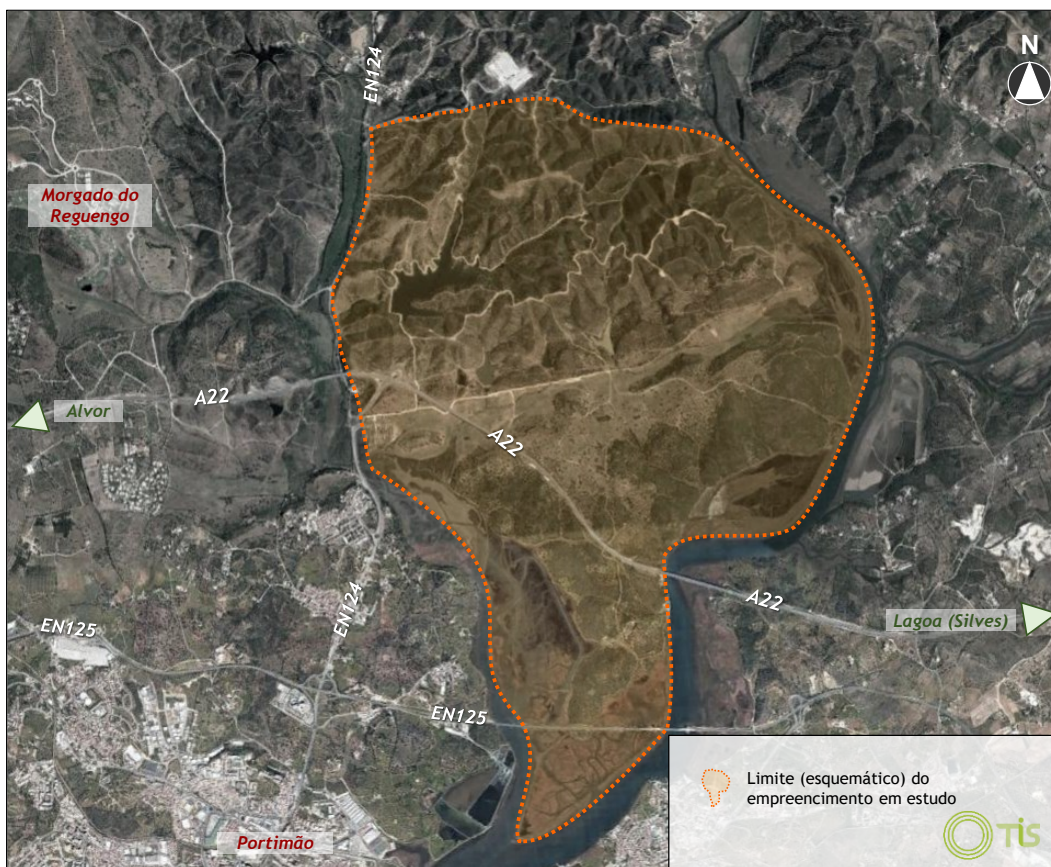 EN124
N
Morgado do
Reguengo
A22
Alvor
A22
EN124
A22
EN125
Lagoa (Silves)
EN125
Limite (esquemático) do
empreencimento em estudo
Portimão
TiS